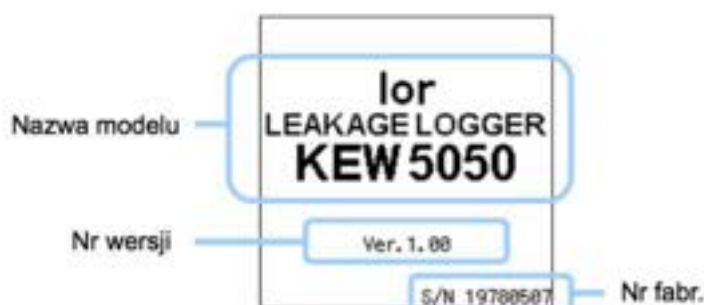 Ior
LEAKAGE LOGGER
KEW 5050
Nazwa modelu
Nr wersji
Ver.1.00
S/N 19780507
Nr fabr.